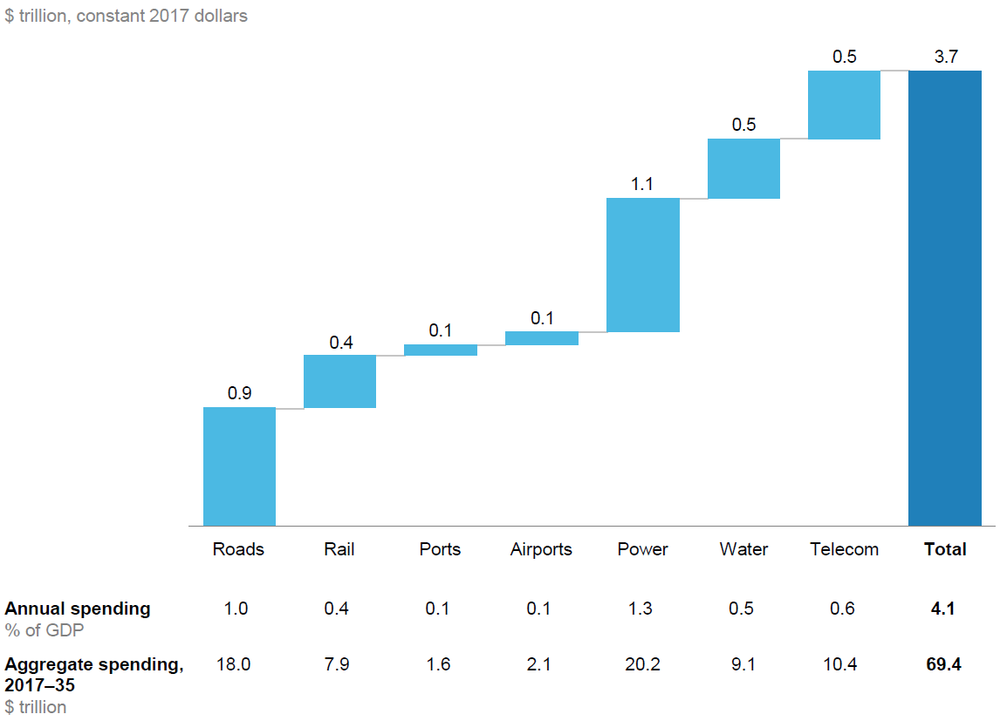 $ trillion, constant 2017 dollars
0.5 3.7
0.5
1.1
0.1
0.1
0.4
0.9
Roads Rail Ports Airports Power Water Telecom Total
Annual spending 1.0 0.4 0.1 0.1 1.3 0.5 0.6 4.1
% of GDP
Aggregate spending, 18.0 7.9 1.6 2.1 20.2 9.1 10.4 69.4
2017–35
$ trillion